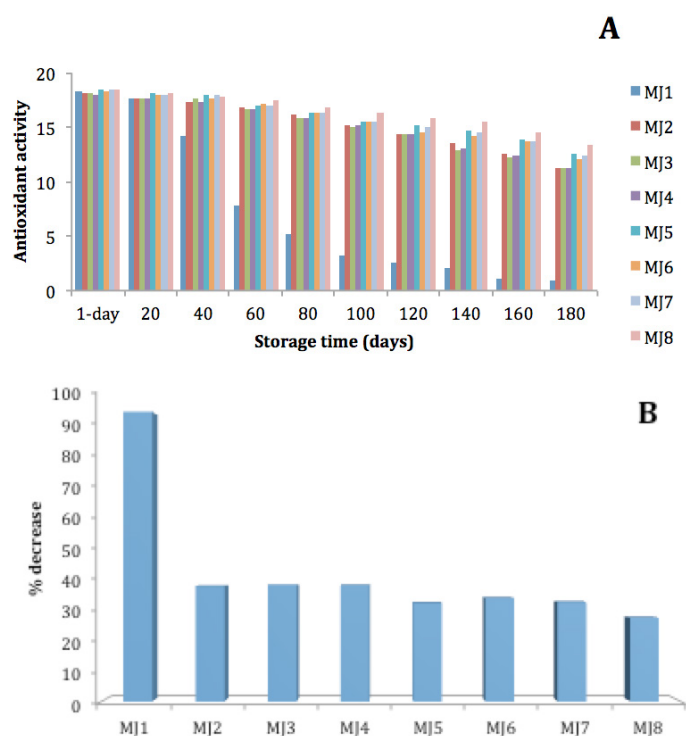 A
20
15
10
5
0
Antioxidant activity
1-day 20 40 60 80 100 120 140 160 180
Storage time (days)
MJ1
MJ2
MJ3
MJ4
MJ5
MJ6
MJ7
MJ8
B
100
90
80
70
60
50
40
30
20
10
0
% decrease
MJ1 MJ2 MJ3 MJ4 MJ5 MJ6 MJ7 MJ8